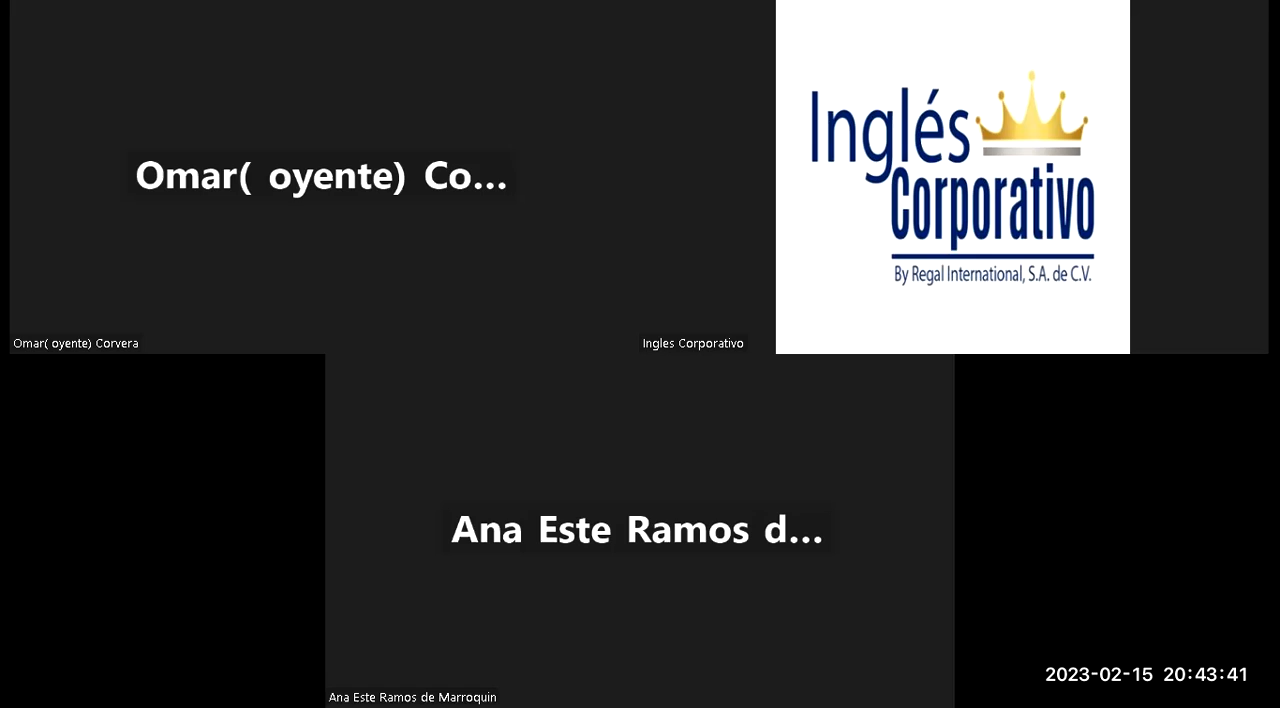 Omar( oyente) Co...
Inglés
Corporativo
By Regal International, S.A. de C.V.
Omar( oyente) Corvera
Ingles Corporativo
Ana Este Ramos d...
Ana Este Ramos de Marroquin
2023-02-15 20:43:41